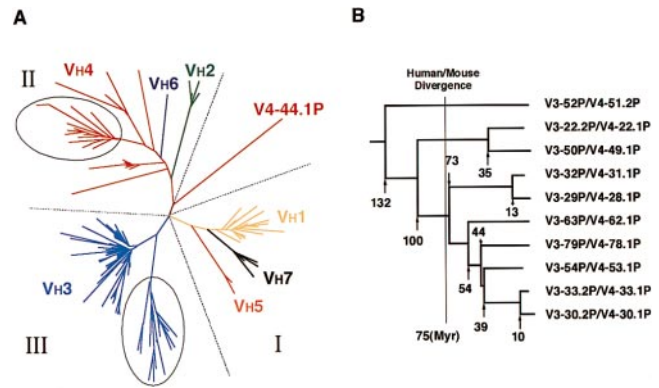 A
B
II
VH4
VH6
VH2
V4-44.1P
VH1
VH7
VH5
VH3
III
I
Human/Mouse
Divergence
V3-52P/V4-51.2P
V3-22.2P/V4-22.1P
V3-50P/V4-49.1P
V3-32P/V4-31.1P
V3-29P/V4-28.1P
V3-63P/V4-62.1P
V3-79P/V4-78.1P
V3-54P/V4-53.1P
V3-33.2P/V4-33.1P
V3-30.2P/V4-30.1P
73
35
132
13
100
44
54
39
10
75(Myr)